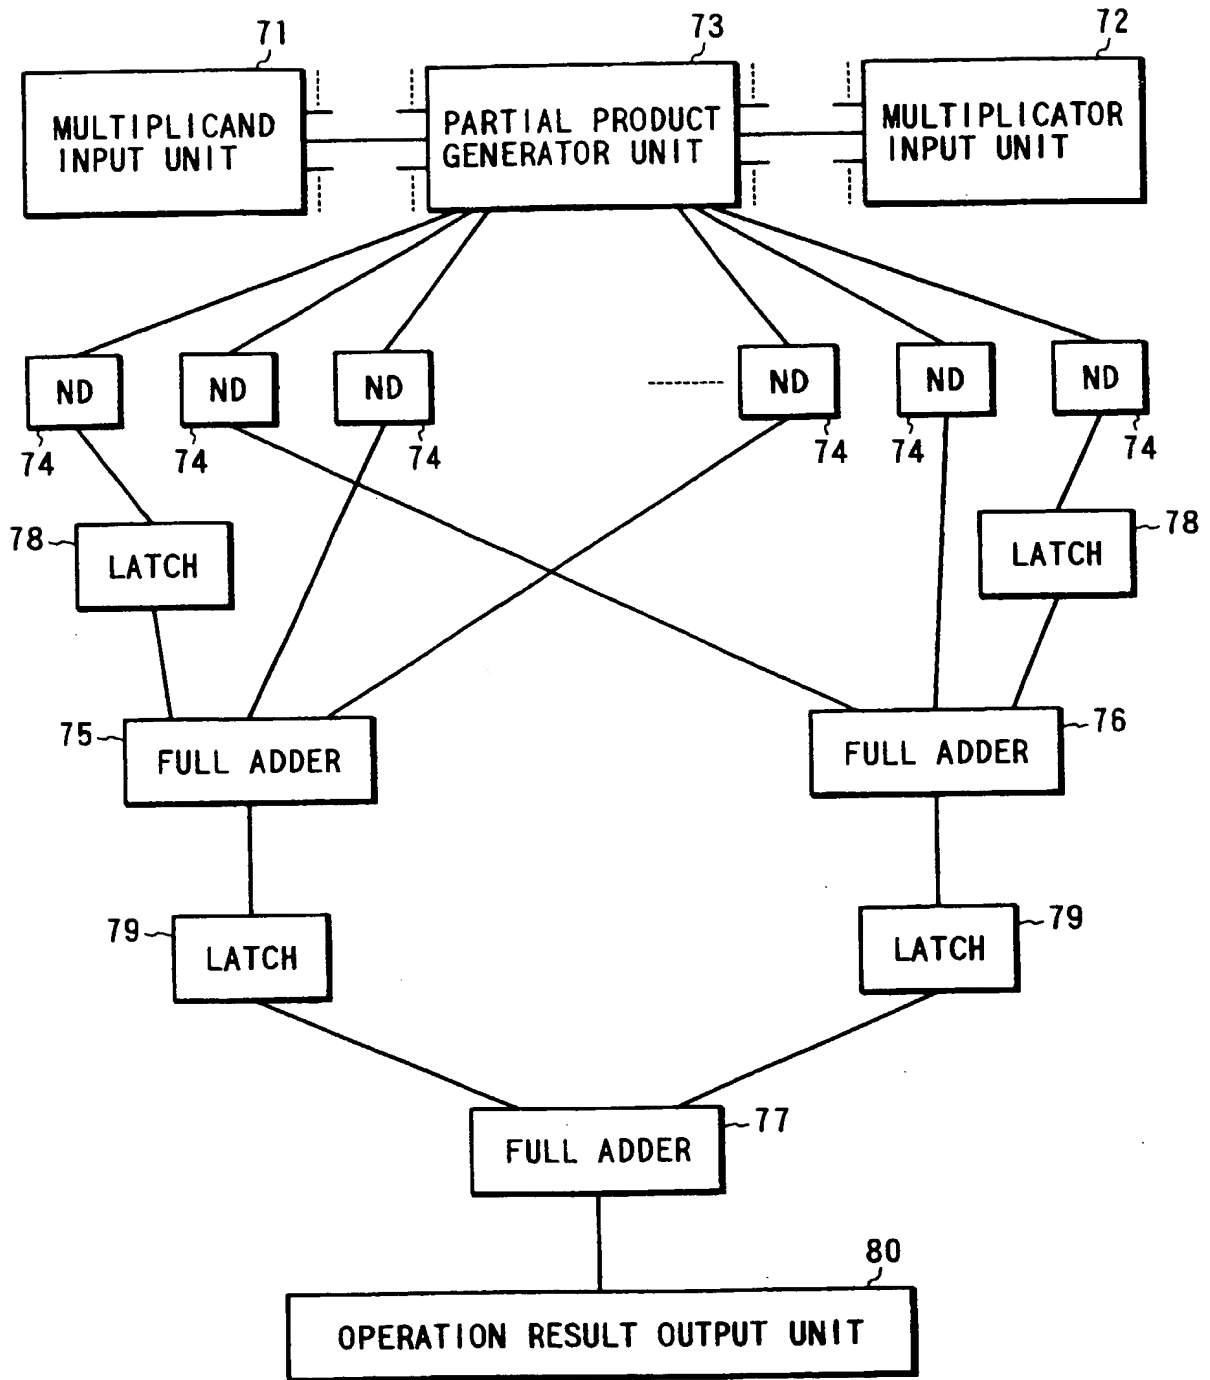 71
73
72
MULTIPLICAND
INPUT UNIT
PARTIAL PRODUCT
GENERATOR UNIT
MULTIPLICATOR
INPUT UNIT
ND
ND
ND
ND
ND
ND
74
74
74
74
74
74
78
LATCH
LATCH
78
75
FULL ADDER
FULL ADDER
76
79
LATCH
LATCH
79
FULL ADDER
77
80
OPERATION RESULT OUTPUT UNIT